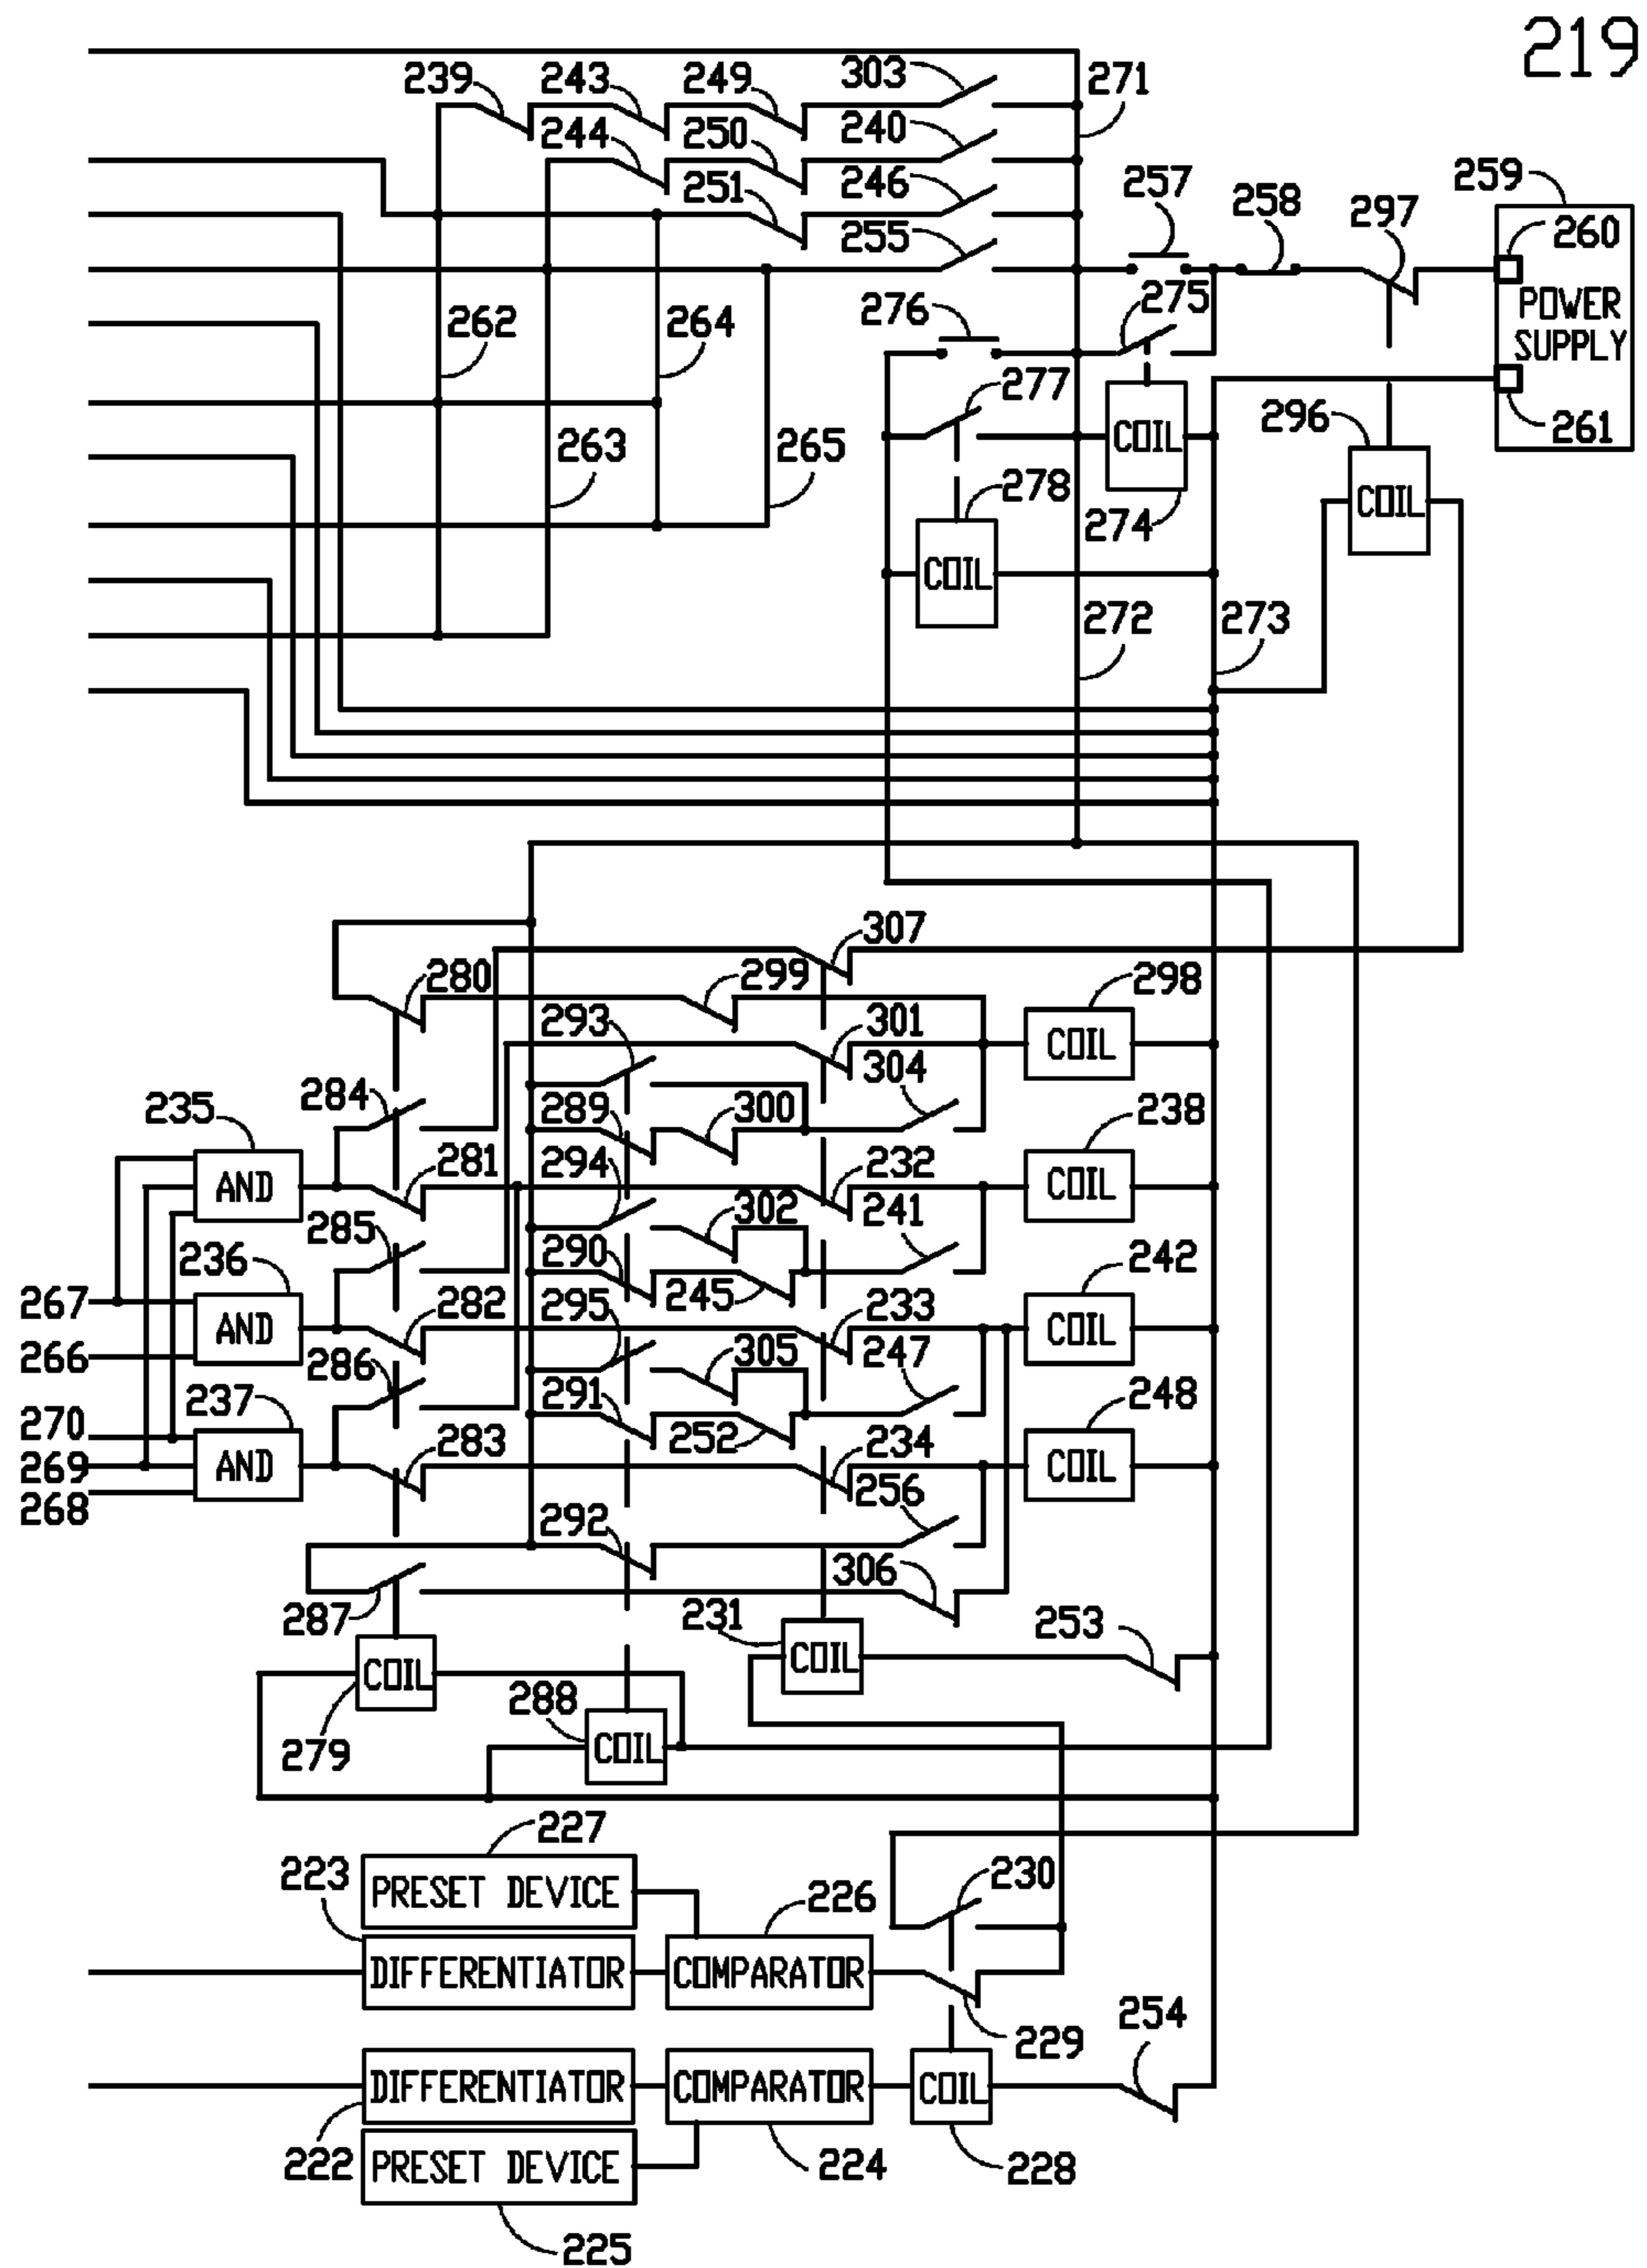 219
239 243 249 303 271
244 250 240
251 246 257 258 297 259
255 260
276 275 POWER
262 264 SUPPLY
277 296 261
COIL
263 265 278 274 COIL
COIL
272 273
307
280 299 298
293 301 COIL
304
284 289 300 238
235
AND 281 294 232 COIL
302 241
285
236 290 242
267 AND 282 245 233 COIL
295
266 305 247
286 291 248
237
270 283 252 234 COIL
269 AND 256
268
292
306
287 231 253
COIL COIL
288
279 COIL
227
223 PRESET DEVICE 226 230
DIFFERENTIATOR COMPARATOR
229 254
DIFFERENTIATOR COMPARATOR COIL
222 PRESET DEVICE 224 228
225